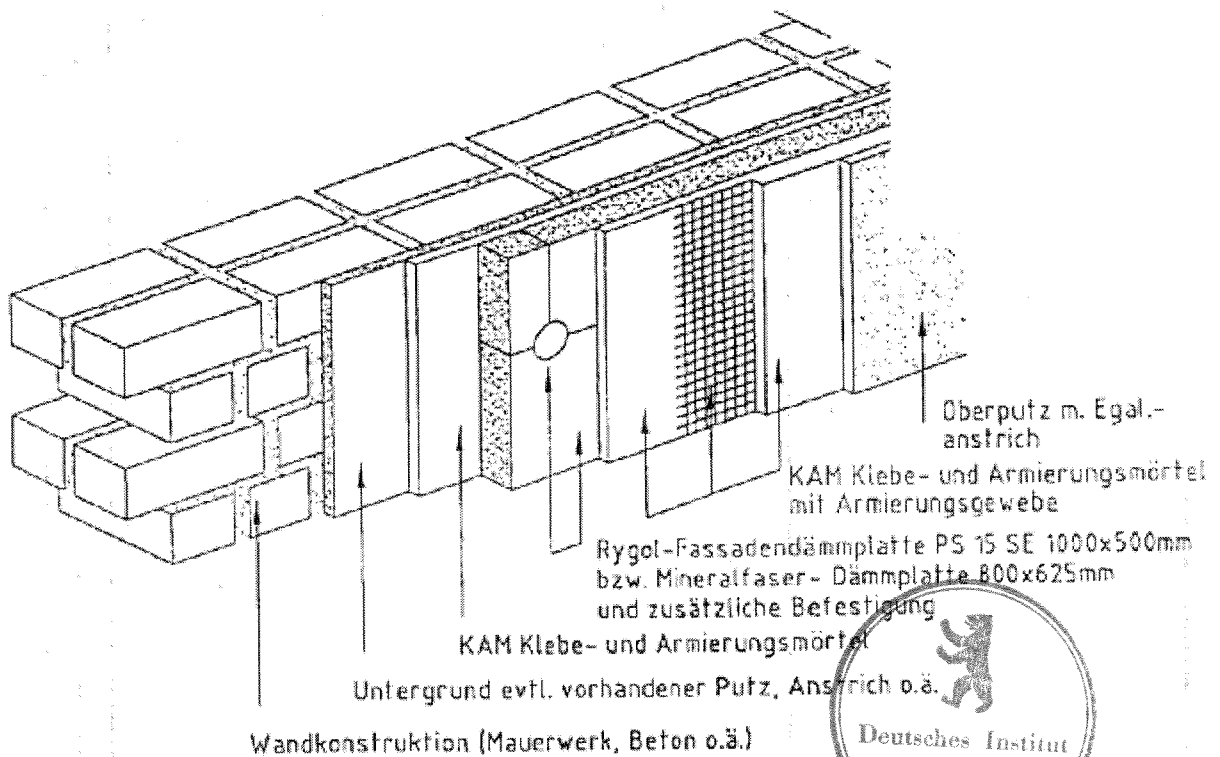 Oberputz m. Egal.-
anstrich
KAM Klebe- und Armierungsmörtel
mit Armierungsgewebe
Rygol-Fassadendämmplatte PS 15 SE 1000x500mm
bzw. Mineralfaser- Dämmplatte 800x625mm
und zusätzliche Befestigung
KAM Klebe- und Armierungsmörtel
Untergrund evtl. vorhandener Putz, Anstrich o.ä.
Wandkonstruktion (Mauerwerk, Beton o.ä.)
Deutsches Institut